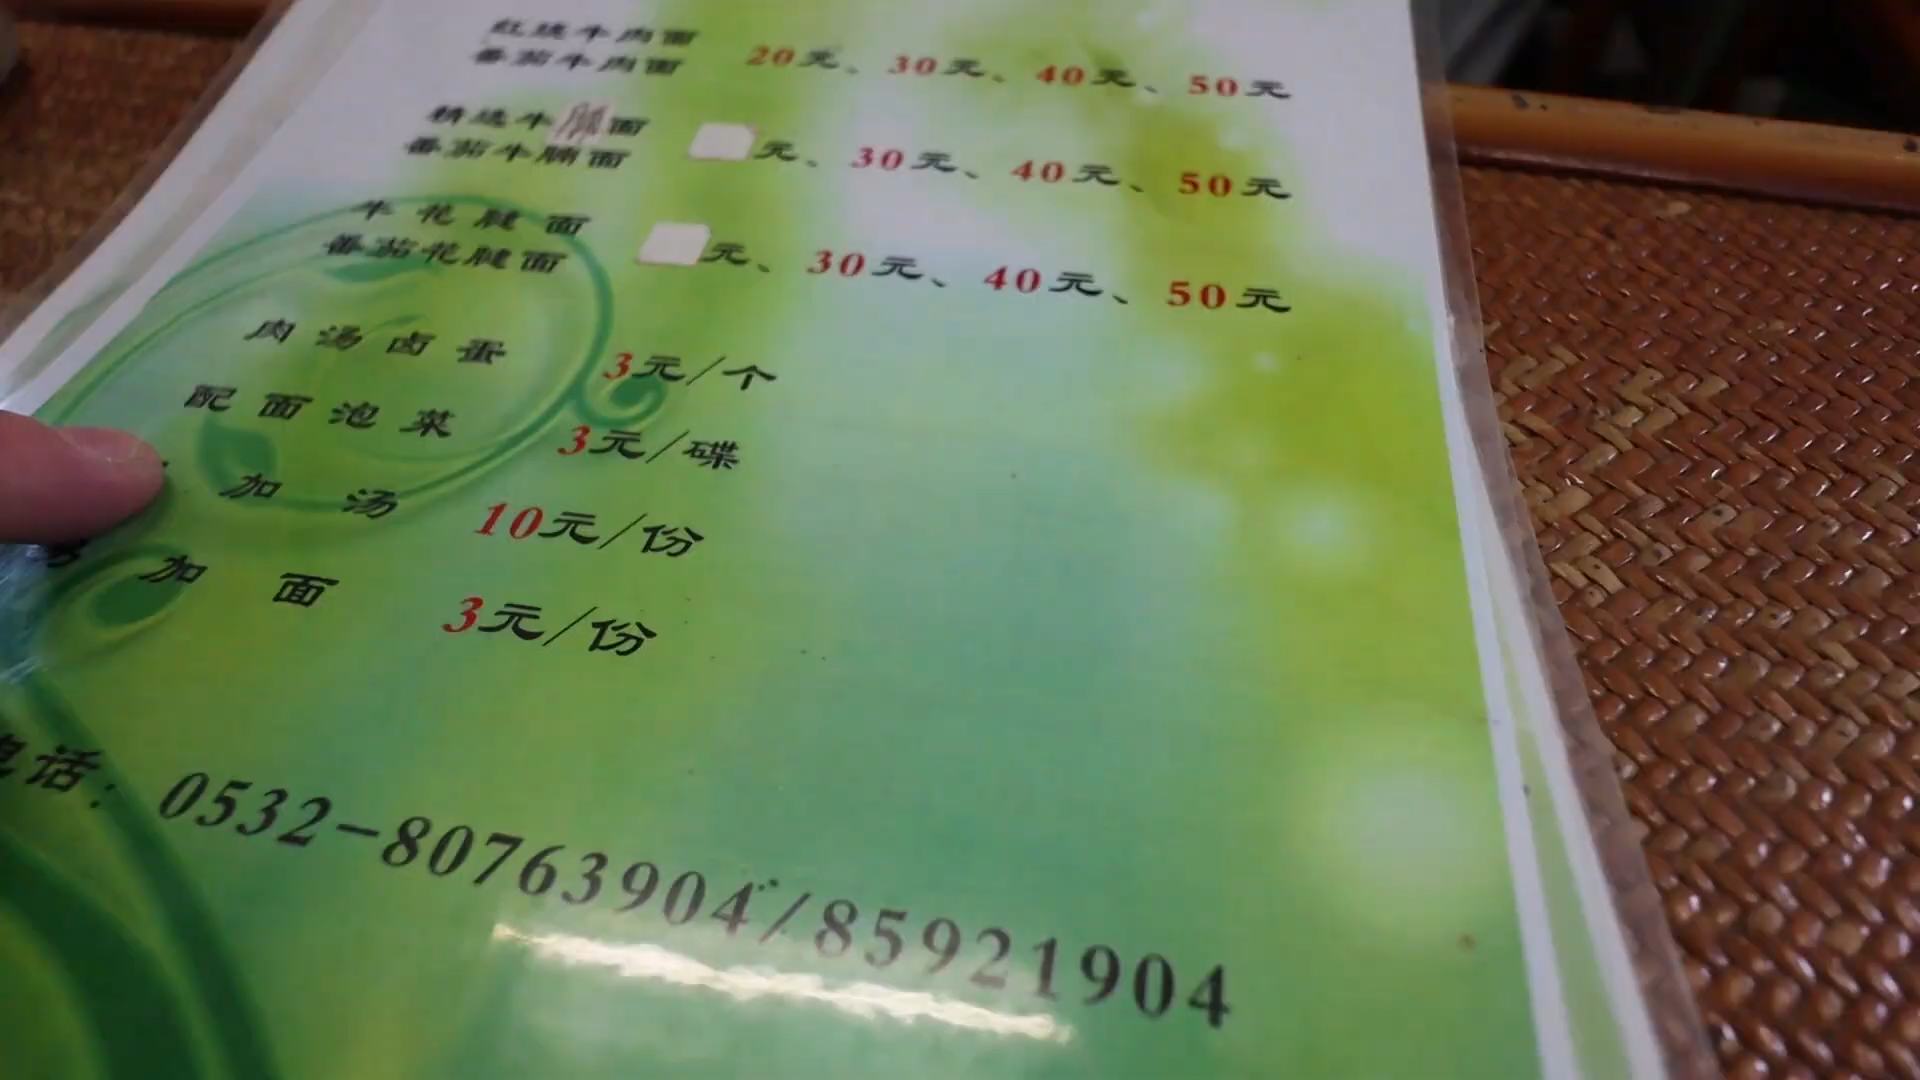 红烧牛肉面
番茄牛肉面 20元、30元、40元、50元
精选牛腩面
番茄牛腩面 元、30元、40元、50元
牛花腱面
番茄花腱面 元、30元、40元、50元
肉汤卤蛋 3元/个
配面泡菜 3元/碟
加汤 10元/份
加面 3元/份
电话：0532-80763904/85921904